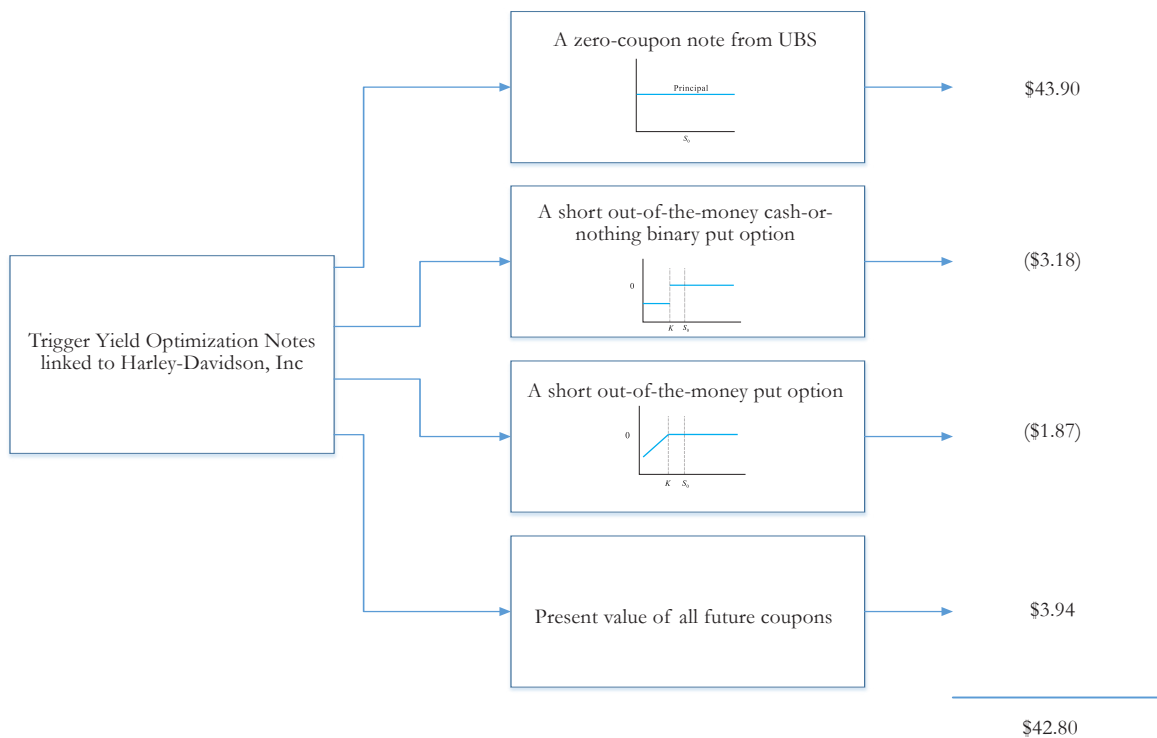 A zero-coupon note from UBS
Principal
S0
$43.90
A short out-of-the-money cash-or-
nothing binary put option
0
K S0
($3.18)
Trigger Yield Optimization Notes
linked to Harley-Davidson, Inc
A short out-of-the-money put option
0
K S0
($1.87)
Present value of all future coupons
$3.94
$42.80